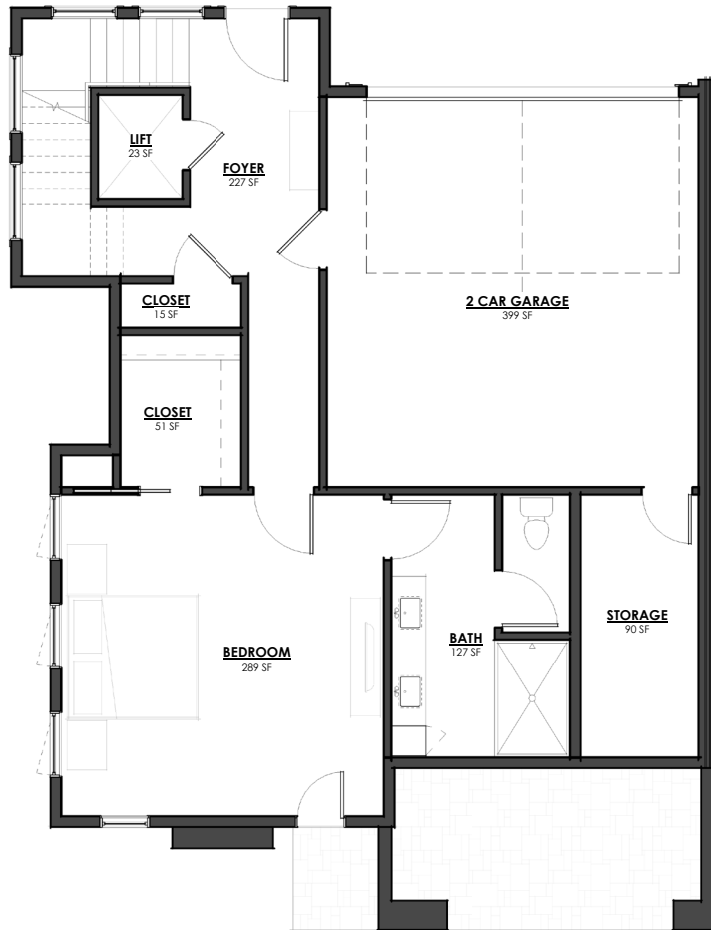 LIFT
23 SF
FOYER
227 SF
CLOSET
15 SF
2 CAR GARAGE
399 SF
CLOSET
51 SF
BEDROOM
289 SF
BATH
127 SF
STORAGE
90 SF